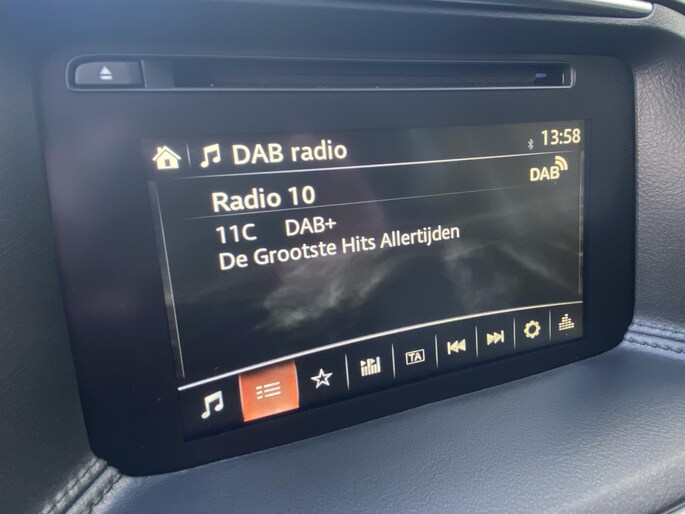 DAB radio
13:58
Radio 10
DAB
11C DAB+
De Grootste Hits Allertijden
TA